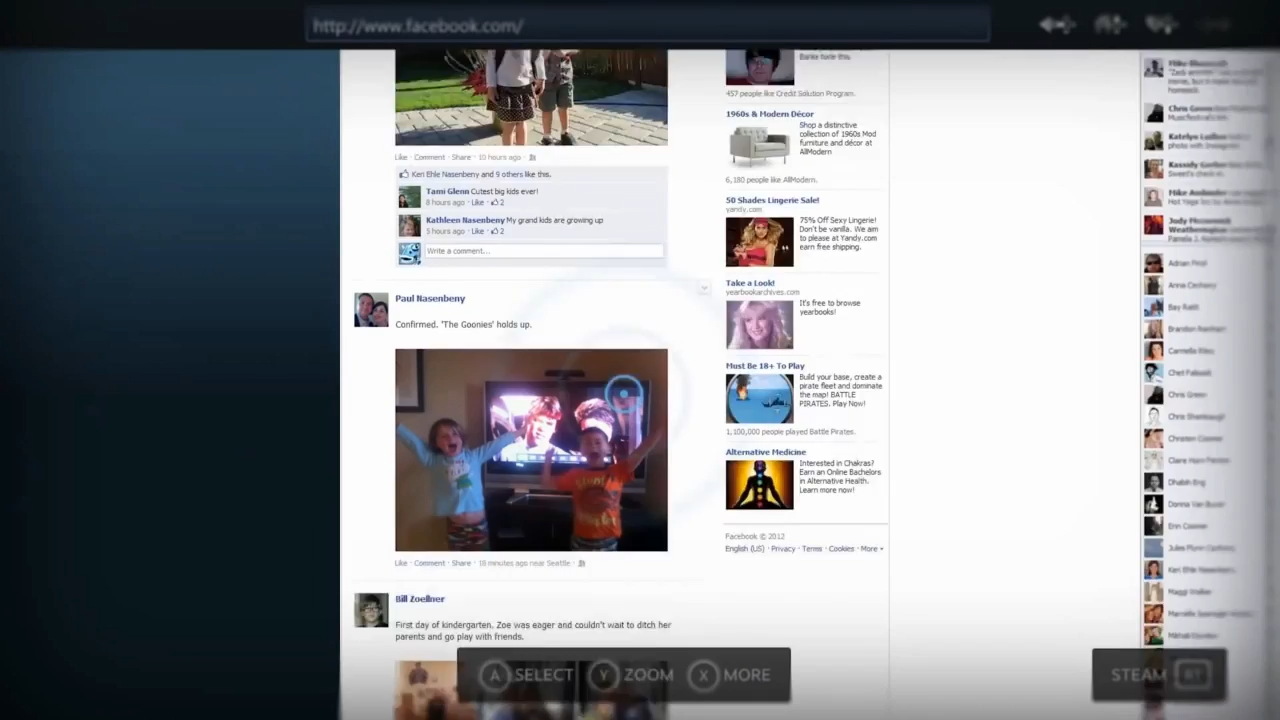 http://www.facebook.com/
Like · Comment · Share · 10 hours ago ·
Keri Ehle Nasenbeny and 9 others like this.
Tami Glenn Cutest big kids ever!
8 hours ago · Like · 2
Kathleen Nasenbeny My grand kids are growing up
5 hours ago · Like · 2
Write a comment...
Paul Nasenbeny
Confirmed. 'The Goonies' holds up.
Like · Comment · Share · 18 minutes ago near Seattle ·
Bill Zoellner
First day of kindergarten. Zoe was eager and couldn't wait to ditch her
parents and go play with friends.
457 people like Credit Solution Program.
1960s & Modern Décor
Shop a distinctive
collection of 1960s Mod
furniture and décor at
AllModern
6,180 people like AllModern.
50 Shades Lingerie Sale!
yandy.com
75% Off Sexy Lingerie!
Don't be vanilla. We aim
to please at Yandy.com
earn free shipping.
Take a Look!
yearbookarchives.com
It's free to browse
yearbooks!
Must Be 18+ To Play
Build your base, create a
pirate fleet and dominate
the map! BATTLE
PIRATES. Play Now!
1,100,000 people played Battle Pirates.
Alternative Medicine
Interested in Chakras?
Earn an Online Bachelors
in Alternative Health.
Learn more now!
Facebook © 2012
English (US) · Privacy · Terms · Cookies · More
Chris Green
Donna Van
Erin
A SELECT Y ZOOM X MORE
STEAM RT